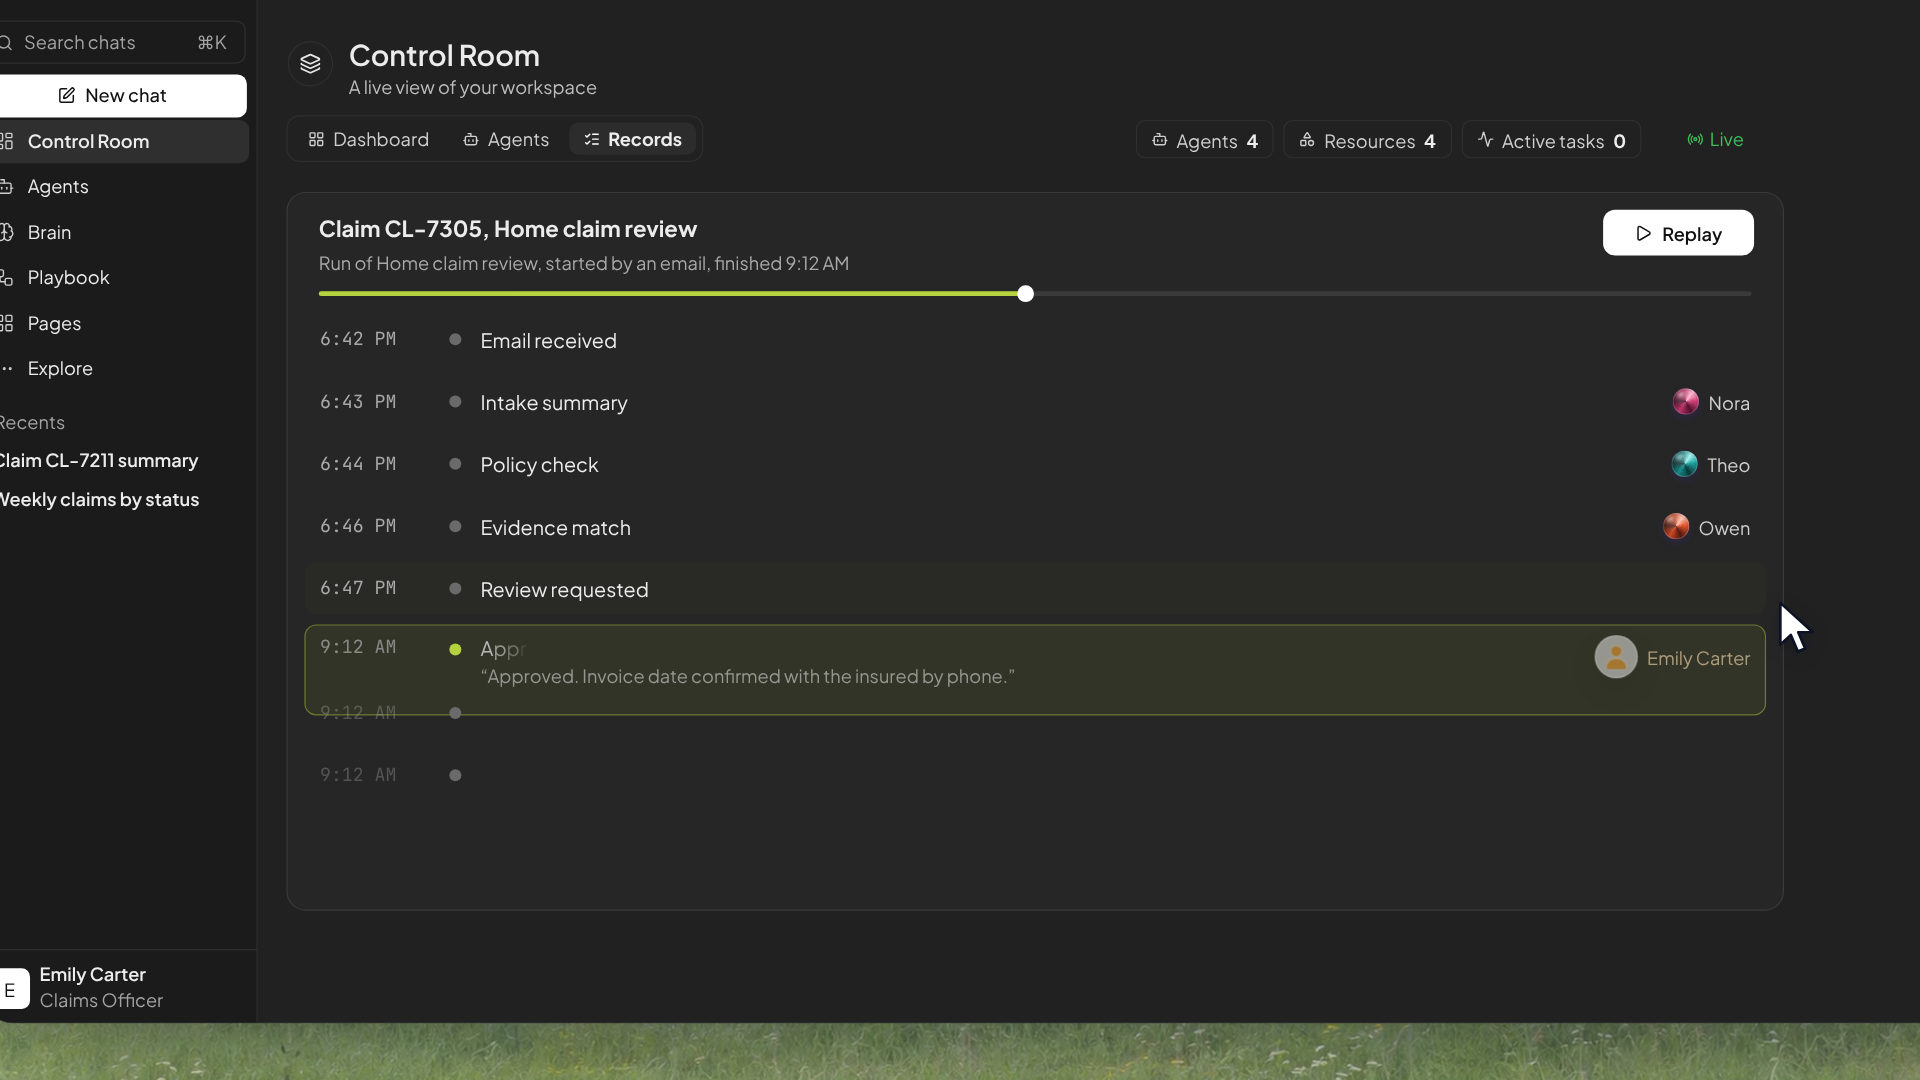 Search chats ⌘K
New chat
Control Room
Agents
Brain
Playbook
Pages
Explore
Recents
Claim CL-7211 summary
Weekly claims by status
E
Emily Carter
Claims Officer
Control Room
A live view of your workspace
Dashboard Agents Records
Agents 4 Resources 4 Active tasks 0 Live
Claim CL-7305, Home claim review
Run of Home claim review, started by an email, finished 9:12 AM
Replay
6:42 PM Email received
6:43 PM Intake summary Nora
6:44 PM Policy check Theo
6:46 PM Evidence match Owen
6:47 PM Review requested
9:12 AM Appr Emily Carter
“Approved. Invoice date confirmed with the insured by phone.”
9:12 AM
9:12 AM